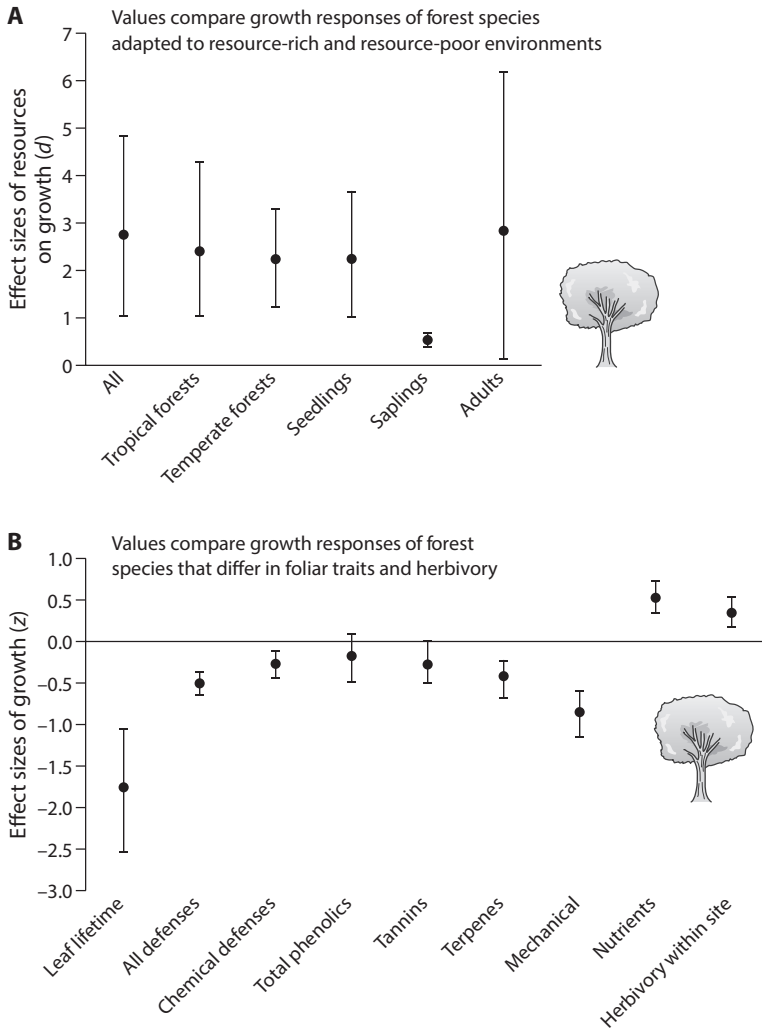 A
Values compare growth responses of forest species
adapted to resource-rich and resource-poor environments
Effect sizes of resources
on growth (d)
7
6
5
4
3
2
1
0
All
Tropical forests
Temperate forests
Seedlings
Saplings
Adults
B
Values compare growth responses of forest
species that differ in foliar traits and herbivory
Effect sizes of growth (z)
1.0
0.5
0.0
–0.5
–1.0
–1.5
–2.0
–2.5
–3.0
Leaf lifetime
All defenses
Chemical defenses
Total phenolics
Tannins
Terpenes
Mechanical
Nutrients
Herbivory within site